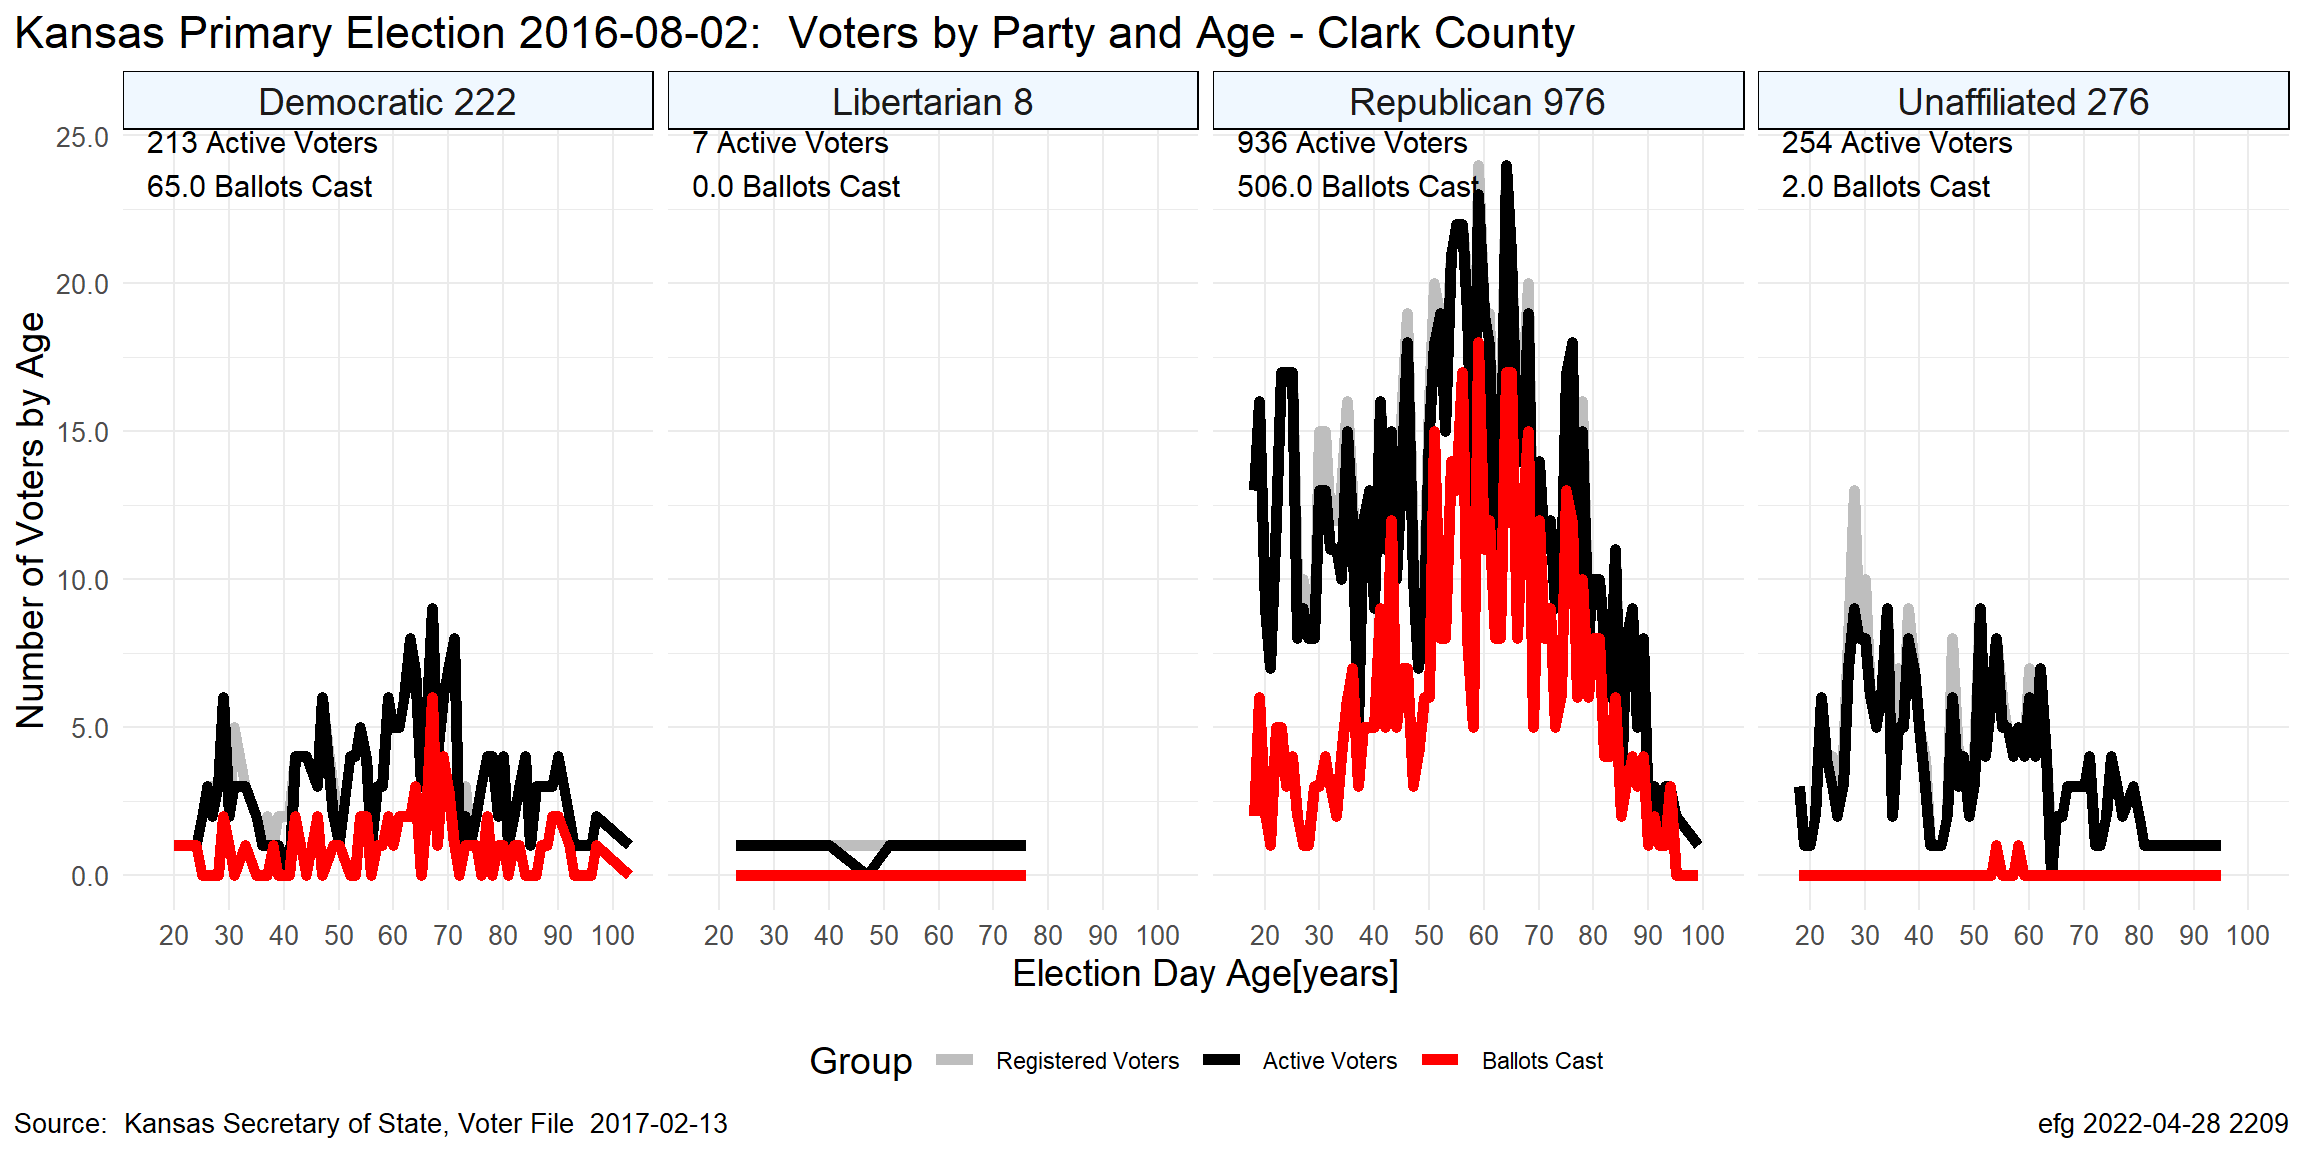 Kansas Primary Election 2016-08-02:  Voters by Party and Age - Clark County
Democratic 222
Libertarian 8
Republican 976
Unaffiliated 276
213 Active Voters
65.0 Ballots Cast
7 Active Voters
0.0 Ballots Cast
936 Active Voters
506.0 Ballots Cast
254 Active Voters
2.0 Ballots Cast
Number of Voters by Age
25.0
20.0
15.0
10.0
5.0
0.0
20 30 40 50 60 70 80 90 100
20 30 40 50 60 70 80 90 100
20 30 40 50 60 70 80 90 100
20 30 40 50 60 70 80 90 100
Election Day Age[years]
Group Registered Voters Active Voters Ballots Cast
Source:  Kansas Secretary of State, Voter File  2017-02-13
efg 2022-04-28 2209